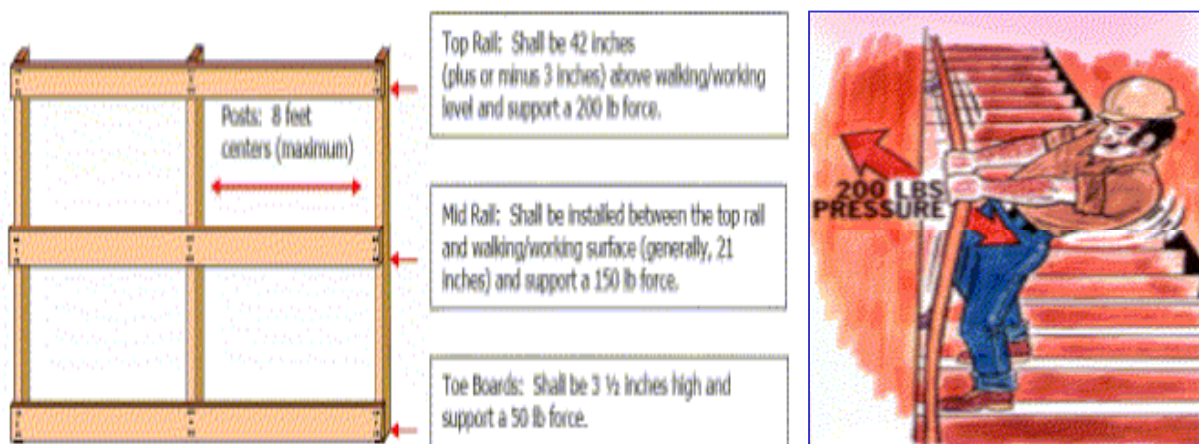 Top Rail: Shall be 42 inches
(plus or minus 3 inches) above walking/working
level and support a 200 lb force.
Posts: 8 feet
centers (maximum)
Mid Rail: Shall be installed between the top rail
and walking/working surface (generally, 21
inches) and support a 150 lb force.
Toe Boards: Shall be 3 ½ inches high and
support a 50 lb force.
200 LBS
PRESSURE